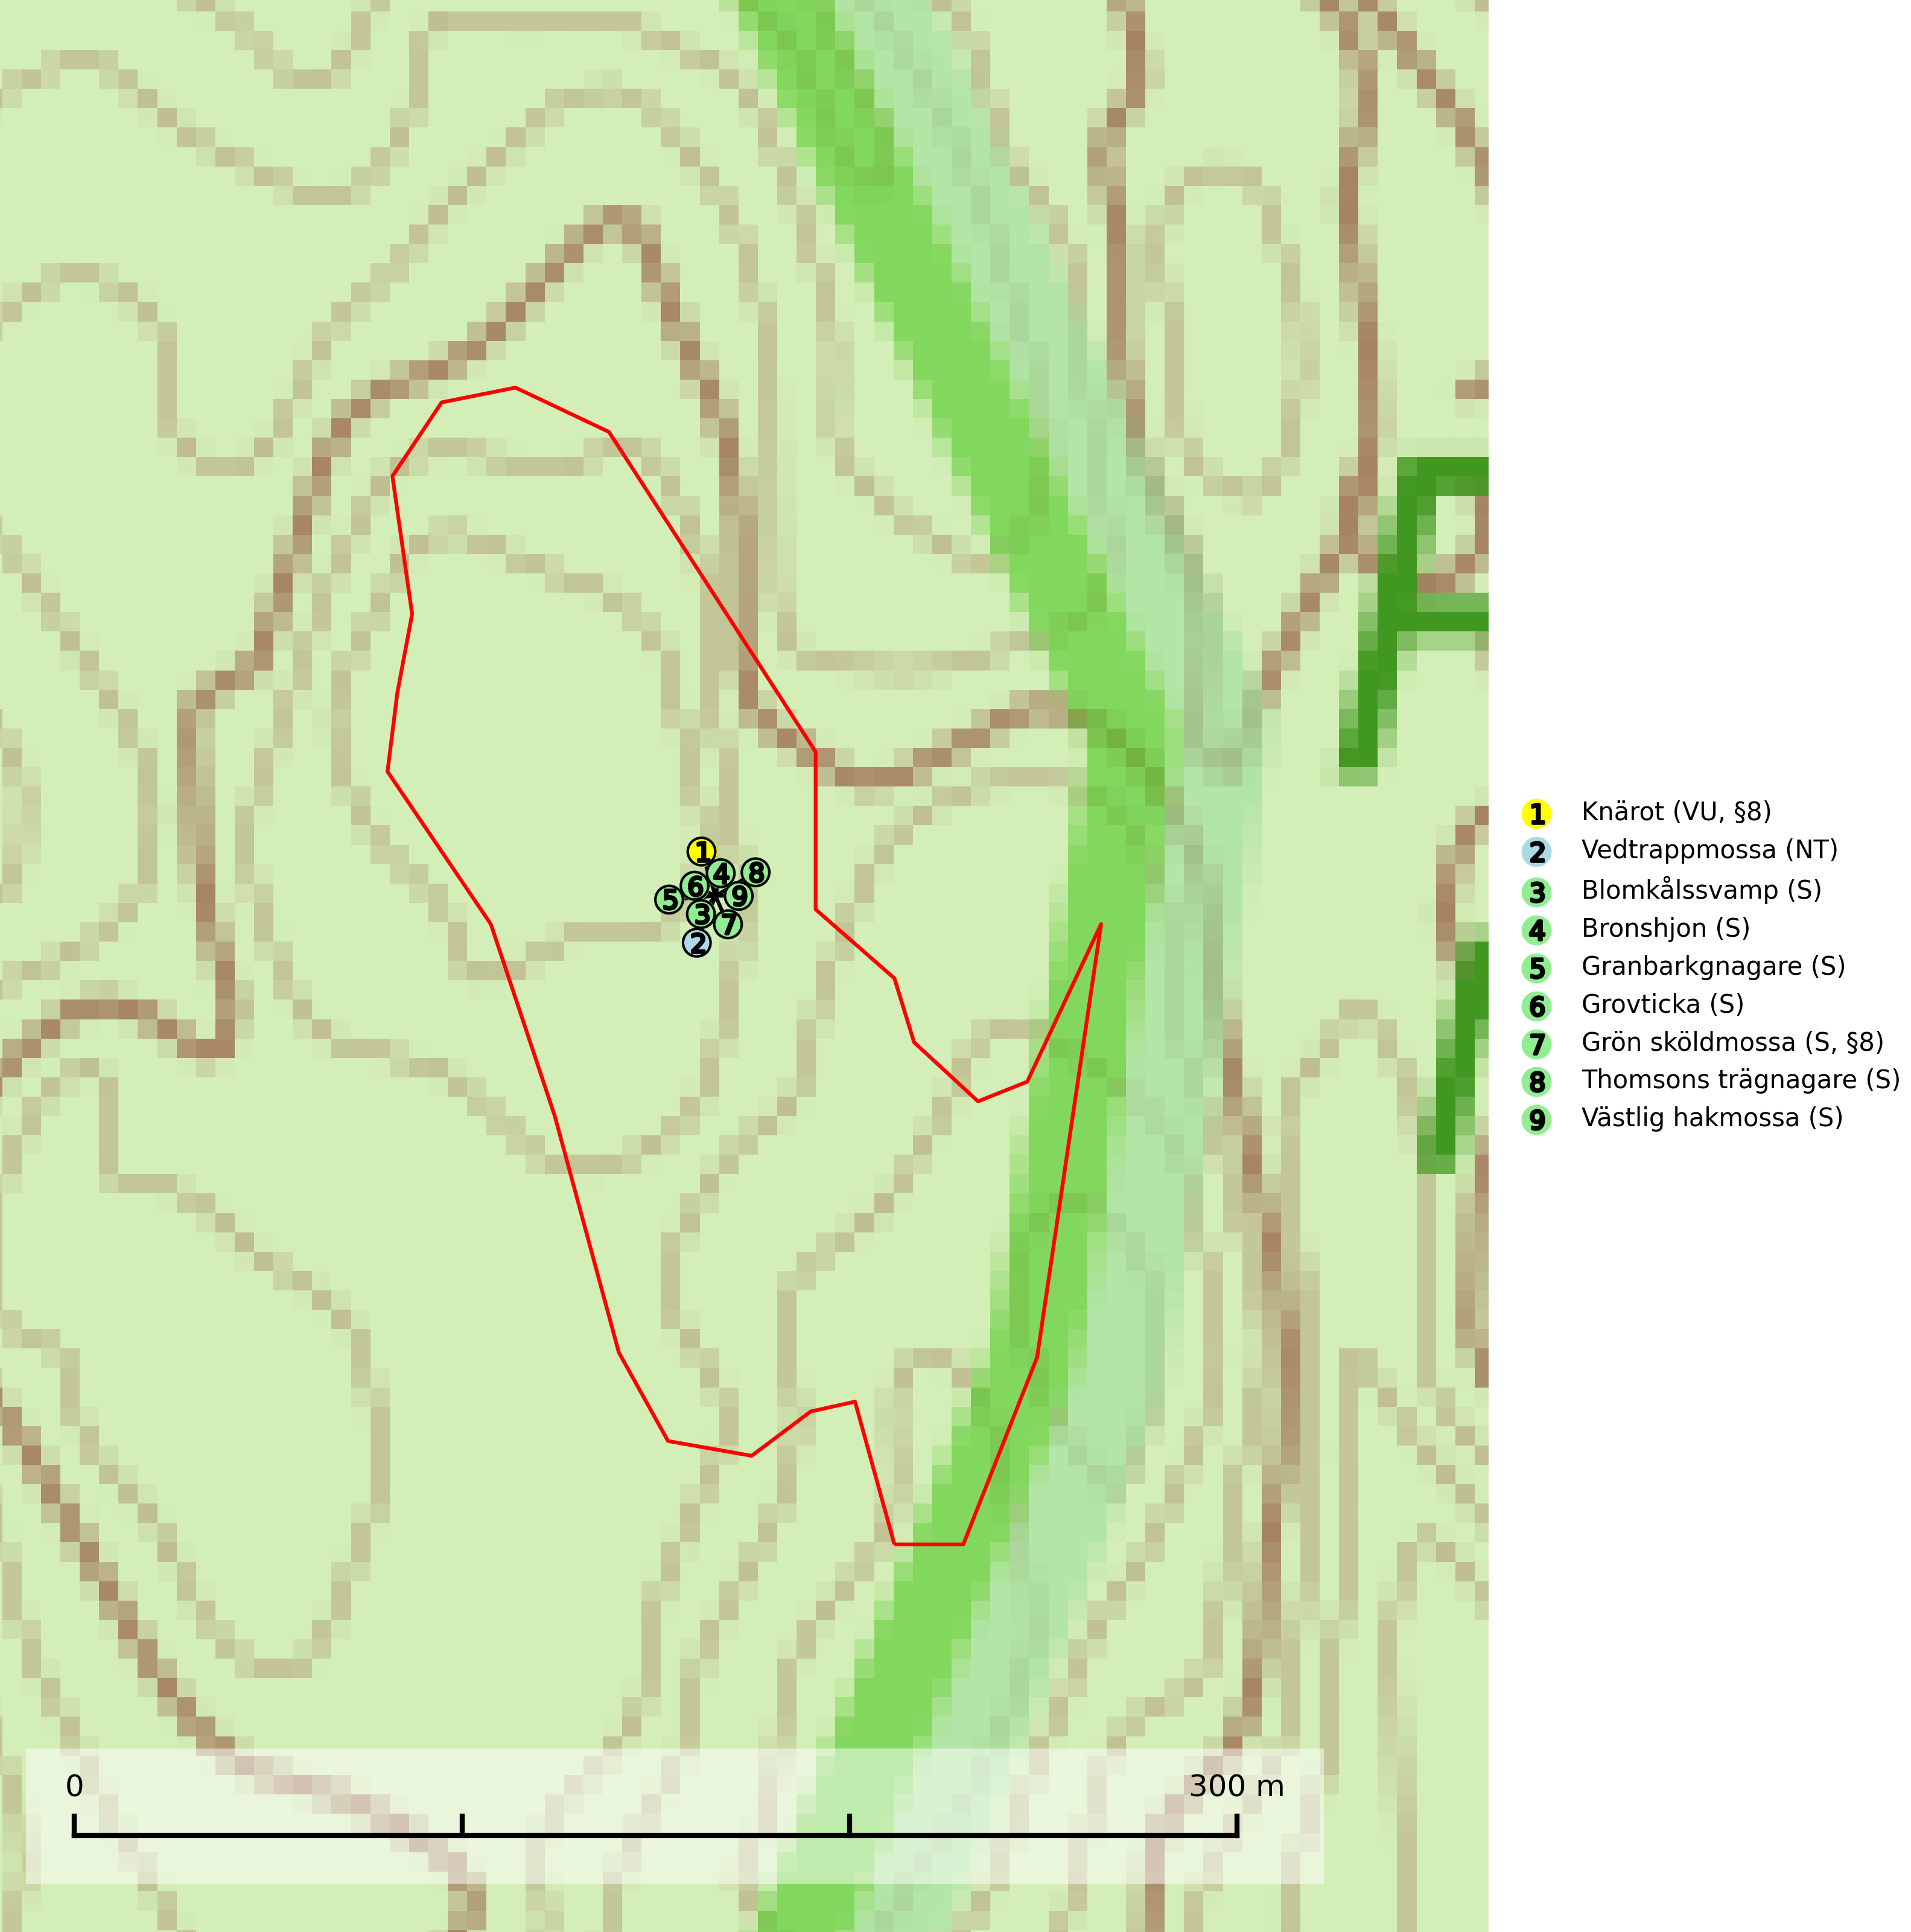 1
4
8
6
5
9
3
7
2
1 Knärot (VU, §8)
2 Vedtrappmossa (NT)
3 Blomkålssvamp (S)
4 Bronshjon (S)
5 Granbarkgnagare (S)
6 Grovticka (S)
7 Grön sköldmossa (S, §8)
8 Thomsons trägnagare (S)
9 Västlig hakmossa (S)
0 300 m